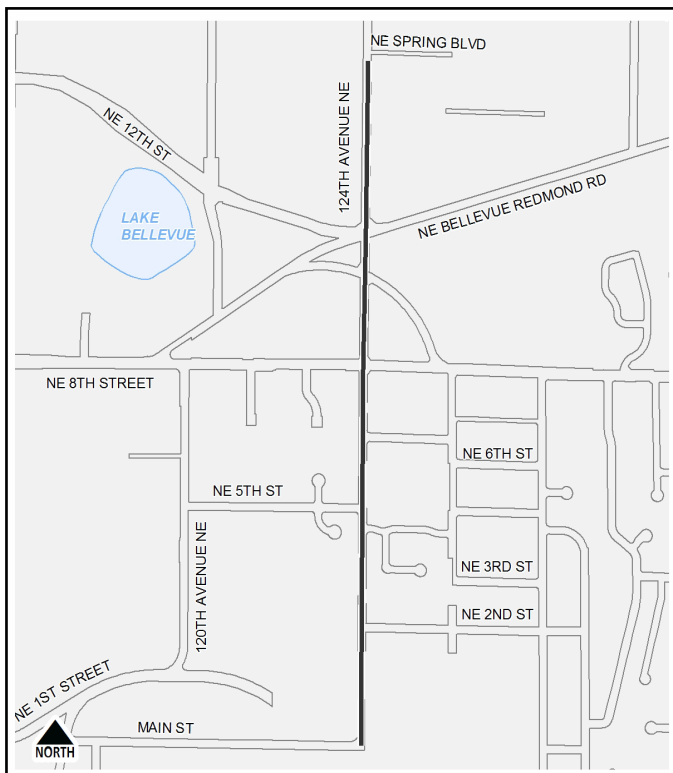 NE SPRING BLVD
124TH AVENUE NE
NE 12TH ST
NE BELLEVUE REDMOND RD
LAKE
BELLEVUE
NE 8TH STREET
NE 6TH ST
NE 5TH ST
120TH AVENUE NE
NE 3RD ST
NE 2ND ST
NE 1ST STREET
MAIN ST
NORTH